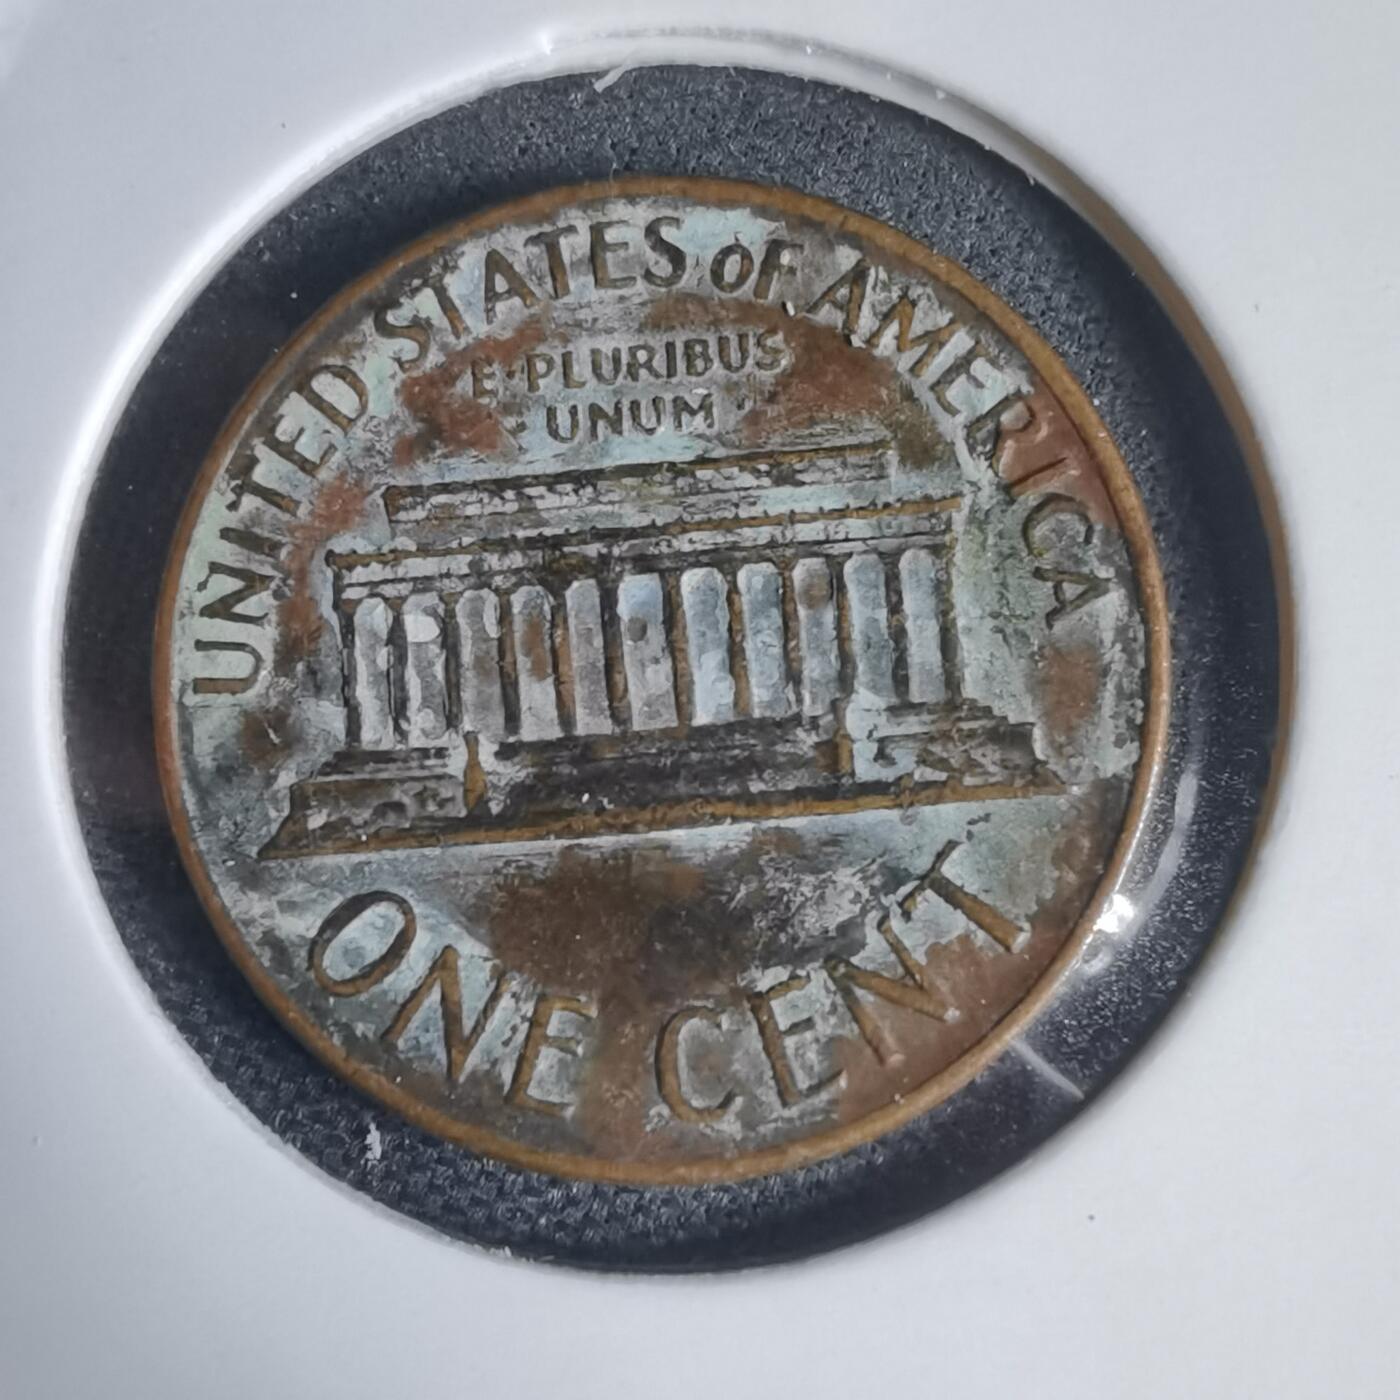 UNITED STATES OF AMERICA
E·PLURIBUS
UNUM
ONE CENT